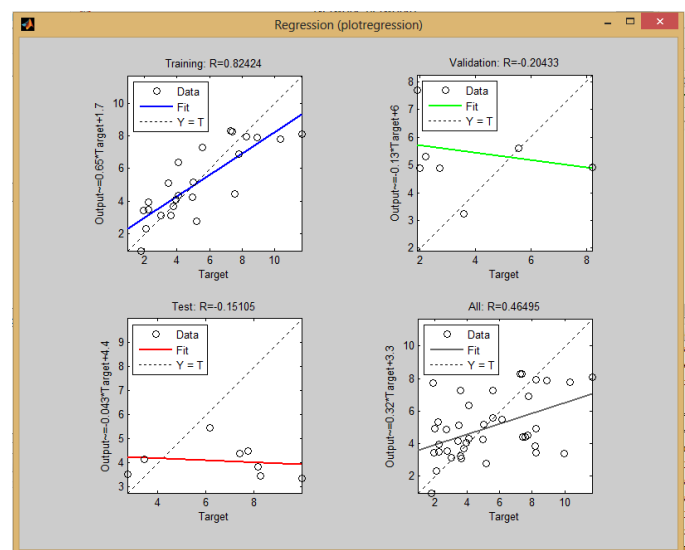 Regression (plotregression)
Training: R=0.82424
Data
Fit
Y = T
10
8
6
4
2
2 4 6 8 10
Target
Output~=0.65*Target+1.7
Validation: R=-0.20433
Data
Fit
Y = T
8
7
6
5
4
3
2
2 4 6 8
Target
Output~=-0.13*Target+6
Test: R=-0.15105
Data
Fit
Y = T
9
8
7
6
5
4
3
4 6 8
Target
Output~=-0.043*Target+4.4
All: R=0.46495
Data
Fit
Y = T
10
8
6
4
2
2 4 6 8 10
Target
Output~=0.32*Target+3.3